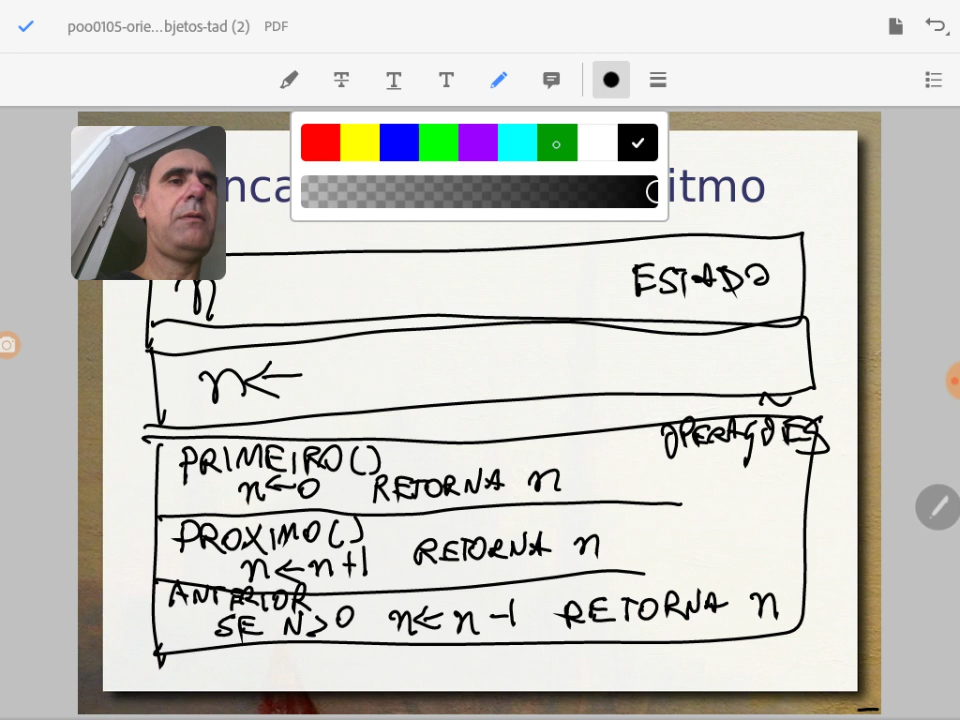 poo0105-orie...bjetos-tad (2) PDF
T T T
nca itmo
n ESTADO
n ←
OPERAÇÕES
PRIMEIRO()
n ← 0 RETORNA n
PROXIMO()
n ← n + 1 RETORNA n
ANTERIOR
SE N > 0 n ← n - 1 RETORNA n